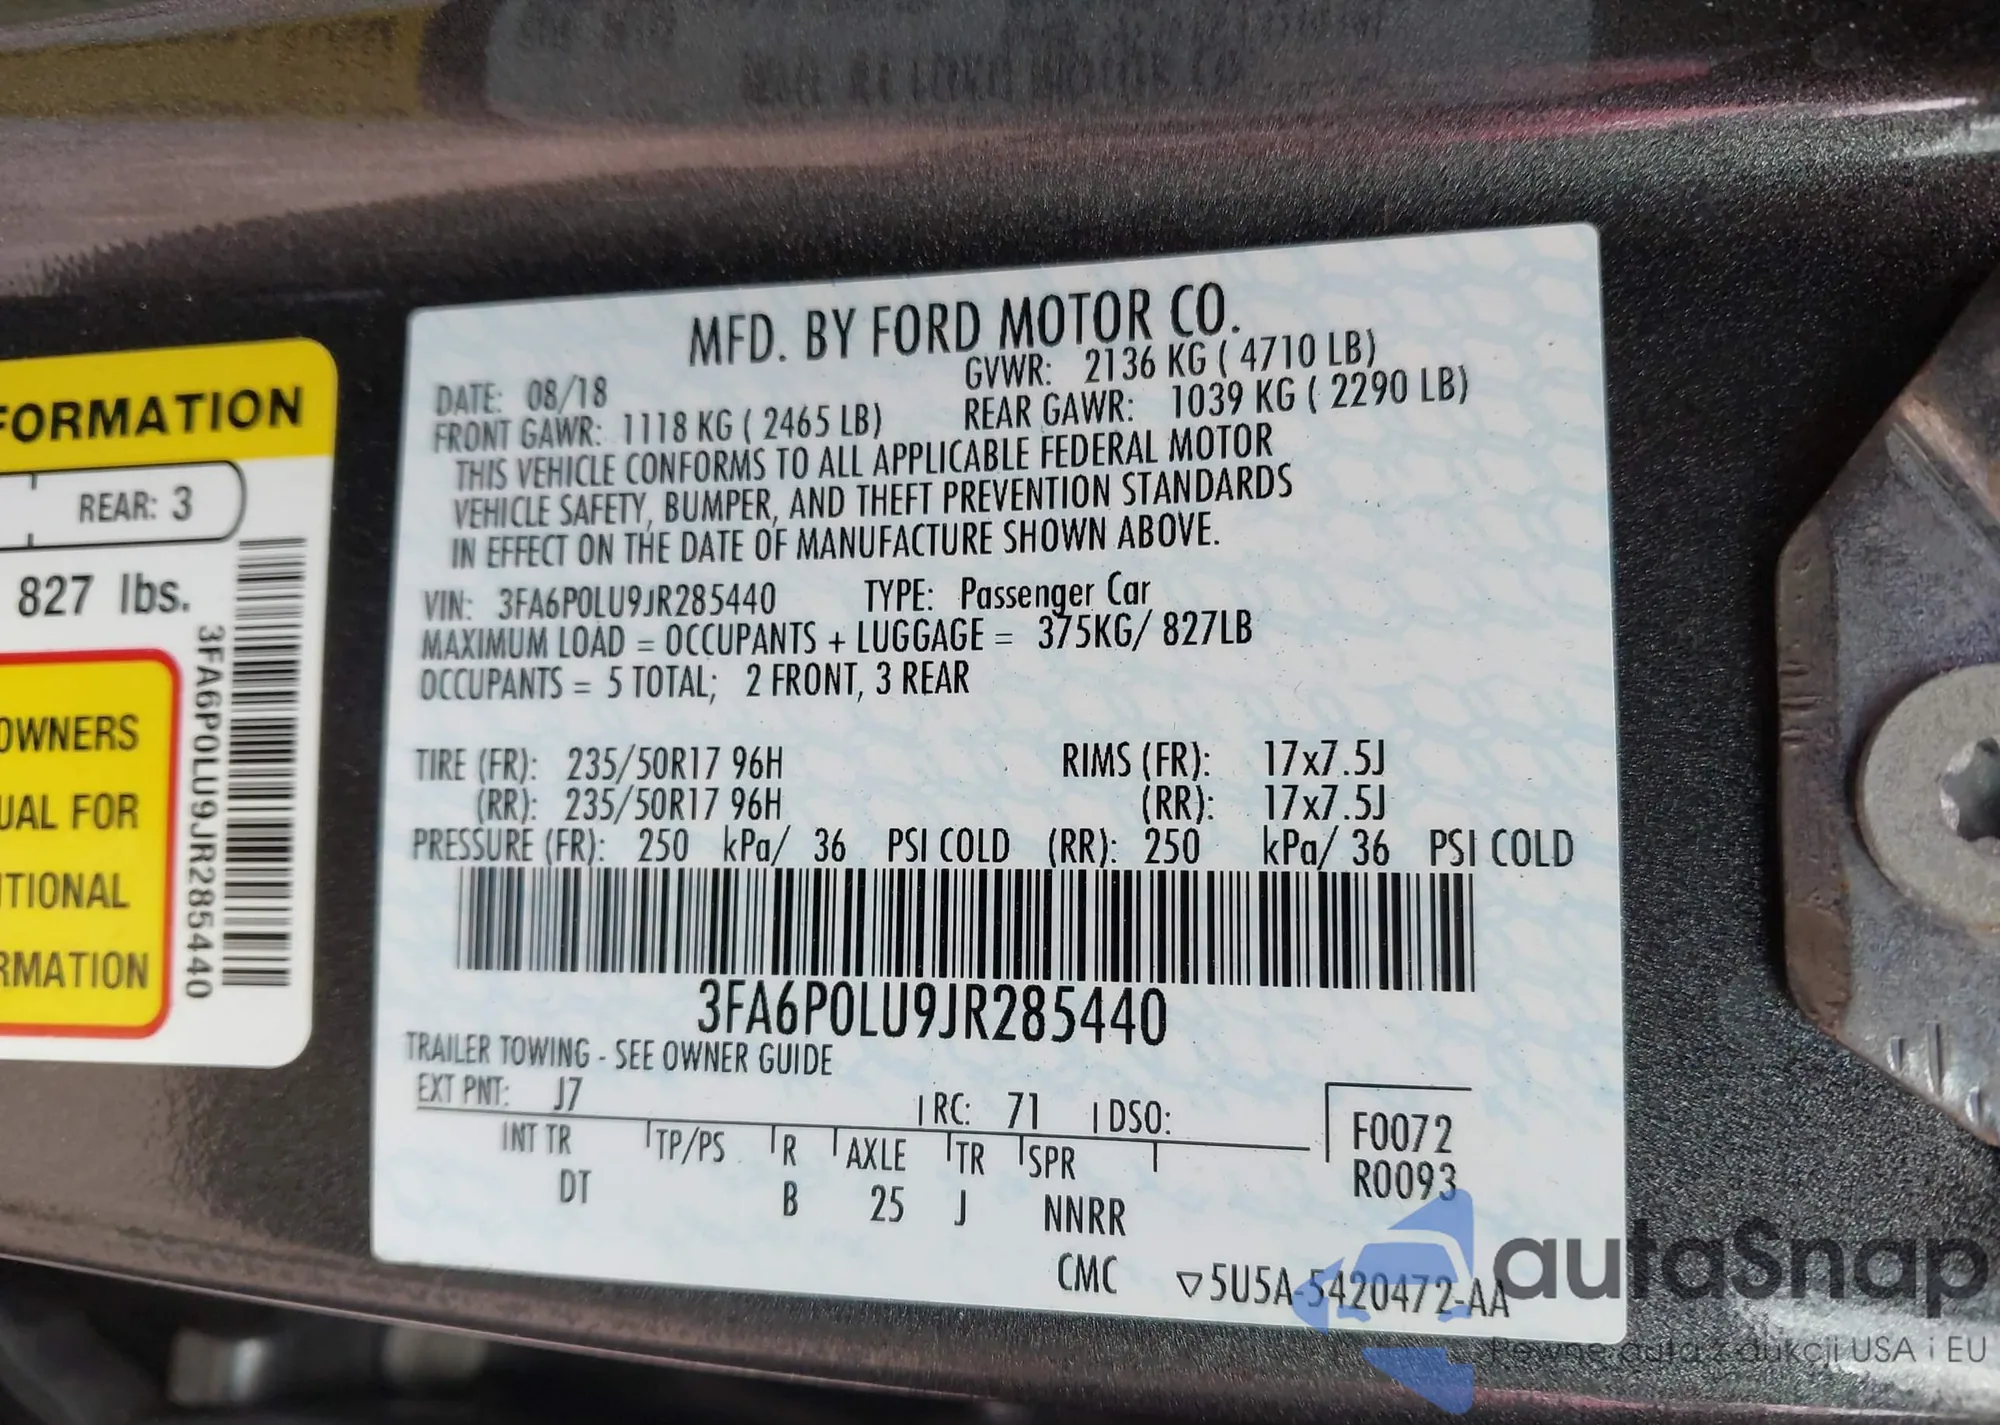 FORMATION
REAR: 3
827 lbs.
3FA6P0LU9JR285440
OWNERS
UAL FOR
ITIONAL
RMATION
MFD. BY FORD MOTOR CO.
DATE: 08/18
GVWR: 2136 KG ( 4710 LB)
FRONT GAWR: 1118 KG ( 2465 LB)
REAR GAWR: 1039 KG ( 2290 LB)
THIS VEHICLE CONFORMS TO ALL APPLICABLE FEDERAL MOTOR
VEHICLE SAFETY, BUMPER, AND THEFT PREVENTION STANDARDS
IN EFFECT ON THE DATE OF MANUFACTURE SHOWN ABOVE.
VIN: 3FA6P0LU9JR285440 TYPE: Passenger Car
MAXIMUM LOAD = OCCUPANTS + LUGGAGE = 375KG/ 827LB
OCCUPANTS = 5 TOTAL; 2 FRONT, 3 REAR
TIRE (FR): 235/50R17 96H RIMS (FR): 17x7.5J
(RR): 235/50R17 96H (RR): 17x7.5J
PRESSURE (FR): 250 kPa/ 36 PSI COLD (RR): 250 kPa/ 36 PSI COLD
3FA6P0LU9JR285440
TRAILER TOWING - SEE OWNER GUIDE
EXT PNT: J7 RC: 71 DSO:
INT TR TP/PS R AXLE TR SPR
DT B 25 J NNRR
F0072
R0093
CMC ▽5U5A-5420472-AA
autaSnap
Pewne auta z aukcji USA i EU